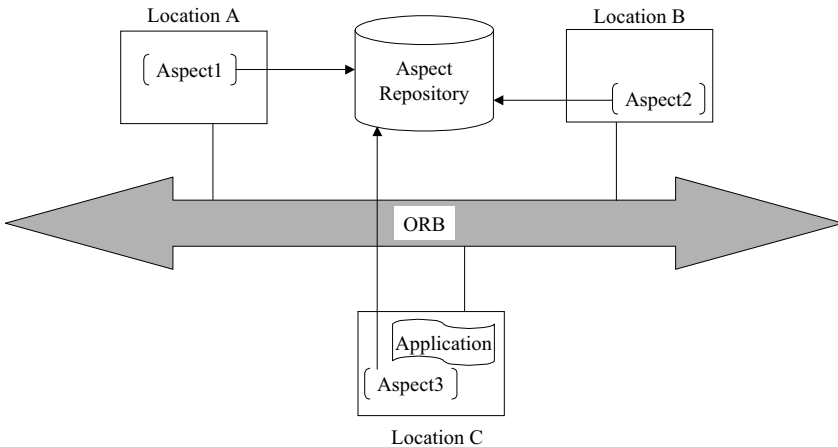 Location A
Location B
Aspect1
Aspect
Repository
Aspect2
ORB
Application
Aspect3
Location C